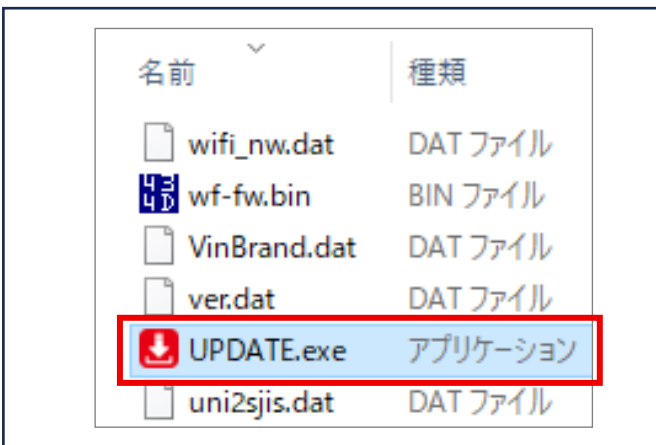 名前 種類
wifi_nw.dat DAT ファイル
wf-fw.bin BIN ファイル
VinBrand.dat DAT ファイル
ver.dat DAT ファイル
UPDATE.exe アプリケーション
uni2sjis.dat DAT ファイル